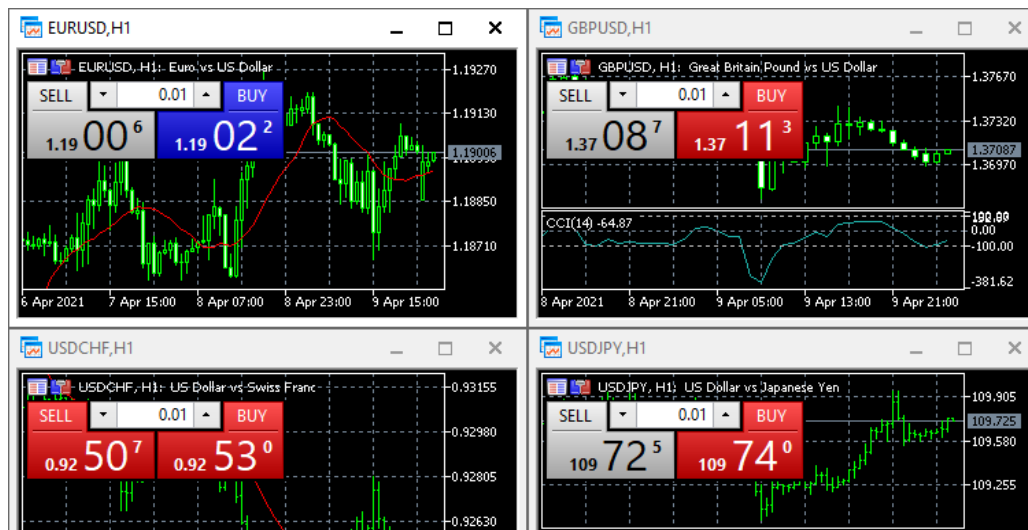 EURUSD,H1
EURUSD, H1: Euro vs US Dollar
SELL 0.01 BUY
1.19 00 6 1.19 02 2
1.19270
1.19130
1.19006
1.18850
1.18710
6 Apr 2021 7 Apr 15:00 8 Apr 07:00 8 Apr 23:00 9 Apr 15:00
GBPUSD,H1
GBPUSD, H1: Great Britain Pound vs US Dollar
SELL 0.01 BUY
1.37 08 7 1.37 11 3
1.37670
1.37320
1.37087
1.36970
CCI(14) -64.87
0.00
-100.00
-381.62
8 Apr 2021 8 Apr 21:00 9 Apr 05:00 9 Apr 13:00 9 Apr 21:00
USDCHF,H1
USDCHF, H1: US Dollar vs Swiss Franc
SELL 0.01 BUY
0.92 50 7 0.92 53 0
0.93155
0.92980
0.92805
0.92630
USDJPY,H1
USDJPY, H1: US Dollar vs Japanese Yen
SELL 0.01 BUY
109 72 5 109 74 0
109.905
109.725
109.580
109.255